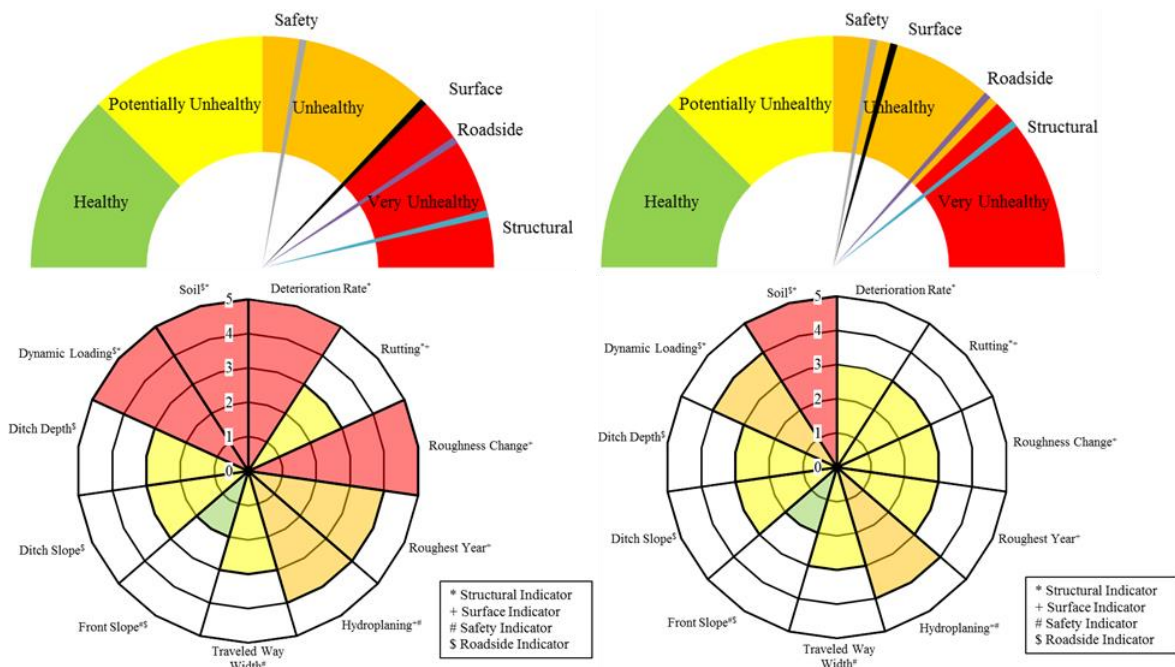 Safety
Surface
Potentially Unhealthy
Unhealthy
Roadside
Healthy
Very Unhealthy
Structural
Safety
Surface
Roadside
Potentially Unhealthy
Unhealthy
Structural
Healthy
Very Unhealthy
Soil$*
Deterioration Rate*
Dynamic Loading$*
Rutting*+
Ditch Depth$
Roughness Change+
Ditch Slope$
Roughest Year+
Front Slope#$
Hydroplaning+#
Traveled Way
Width#
5
4
3
2
1
0
* Structural Indicator
+ Surface Indicator
# Safety Indicator
$ Roadside Indicator
Soil$*
Deterioration Rate*
Dynamic Loading$*
Rutting*+
Ditch Depth$
Roughness Change+
Ditch Slope$
Roughest Year+
Front Slope#$
Hydroplaning+#
Traveled Way
Width#
5
4
3
2
1
0
* Structural Indicator
+ Surface Indicator
# Safety Indicator
$ Roadside Indicator